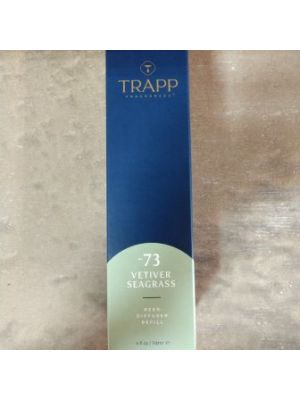 T
TRAPP
FRAGRANCES
-73
VETIVER
SEAGRASS
REED
DIFFUSER
REFILL